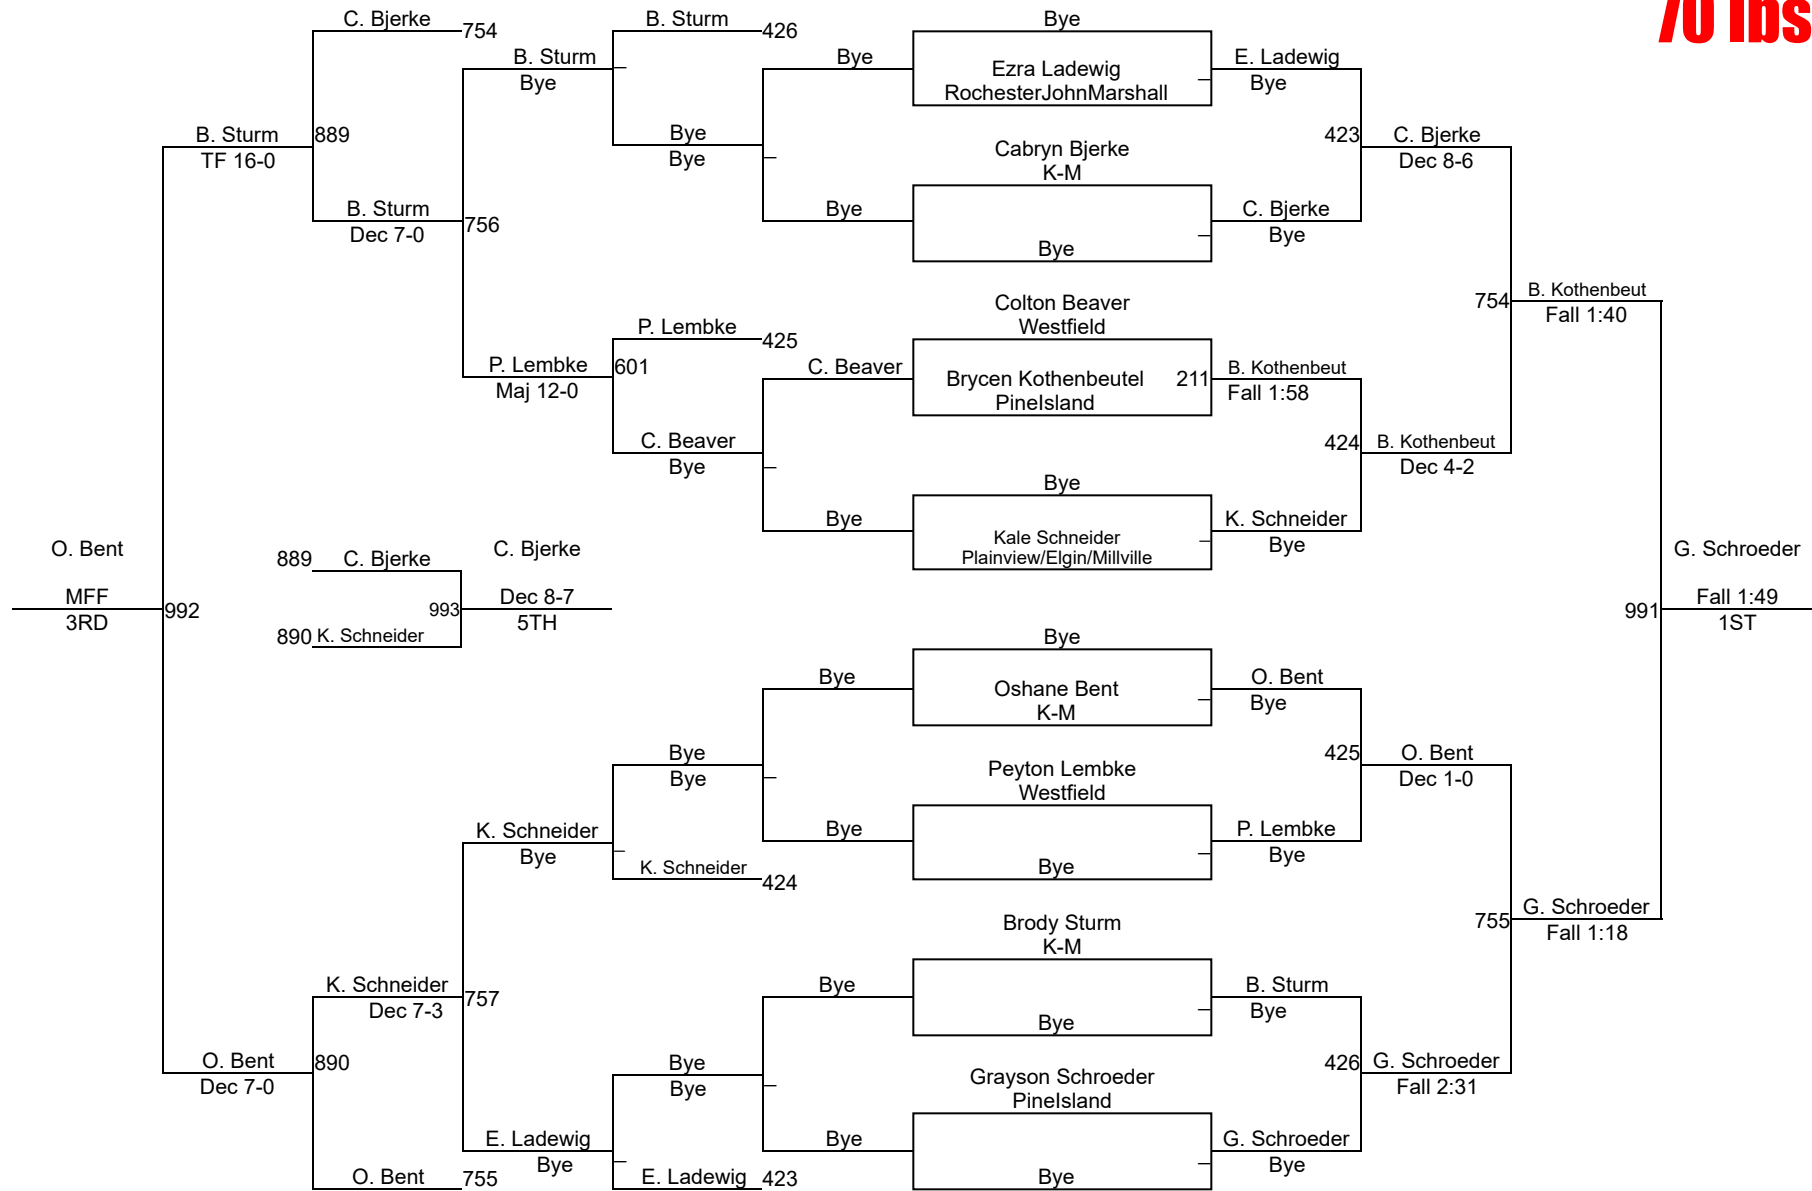 70 lbs
C. Bjerke 754
B. Sturm 426
Bye
B. Sturm
Bye
Bye
Ezra Ladewig
RochesterJohnMarshall
E. Ladewig
Bye
B. Sturm 889
TF 16-0
Bye
Bye
Cabryn Bjerke
K-M
423 C. Bjerke
Dec 8-6
B. Sturm 756
Dec 7-0
Bye
Bye
C. Bjerke
Bye
Colton Beaver
Westfield
754 B. Kothenbeut
Fall 1:40
P. Lembke 425
P. Lembke 601
Maj 12-0
C. Beaver
Brycen Kothenbeutel 211
PineIsland
B. Kothenbeut
Fall 1:58
C. Beaver
Bye
424 B. Kothenbeut
Dec 4-2
Bye
Bye
Kale Schneider
Plainview/Elgin/Millville
K. Schneider
Bye
O. Bent
MFF 992
3RD
889 C. Bjerke
890 K. Schneider
C. Bjerke
993 Dec 8-7
5TH
G. Schroeder
991 Fall 1:49
1ST
Bye
Bye
Oshane Bent
K-M
O. Bent
Bye
Bye
Bye
Peyton Lembke
Westfield
425 O. Bent
Dec 1-0
K. Schneider
Bye
K. Schneider 424
Bye
Bye
P. Lembke
Bye
Brody Sturm
K-M
755 G. Schroeder
Fall 1:18
K. Schneider 757
Dec 7-3
Bye
Bye
B. Sturm
Bye
O. Bent 890
Dec 7-0
Bye
Bye
Grayson Schroeder
PineIsland
426 G. Schroeder
Fall 2:31
E. Ladewig
Bye
Bye
Bye
G. Schroeder
Bye
O. Bent 755
E. Ladewig 423